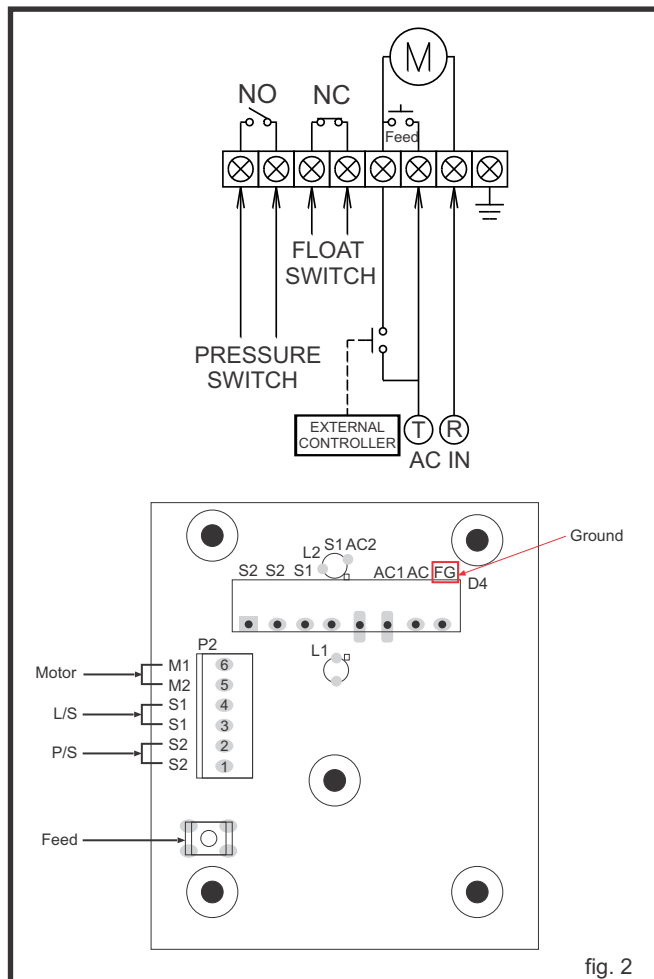 M
NO NC
Feed
FLOAT
SWITCH
PRESSURE
SWITCH
EXTERNAL
CONTROLLER
T R
AC IN
Ground
L2 S1 AC2
S2 S2 S1 AC1 AC FG D4
P2
L1
Motor M1 6
M2 5
L/S S1 4
S1 3
P/S S2 2
S2 1
Feed
fig. 2